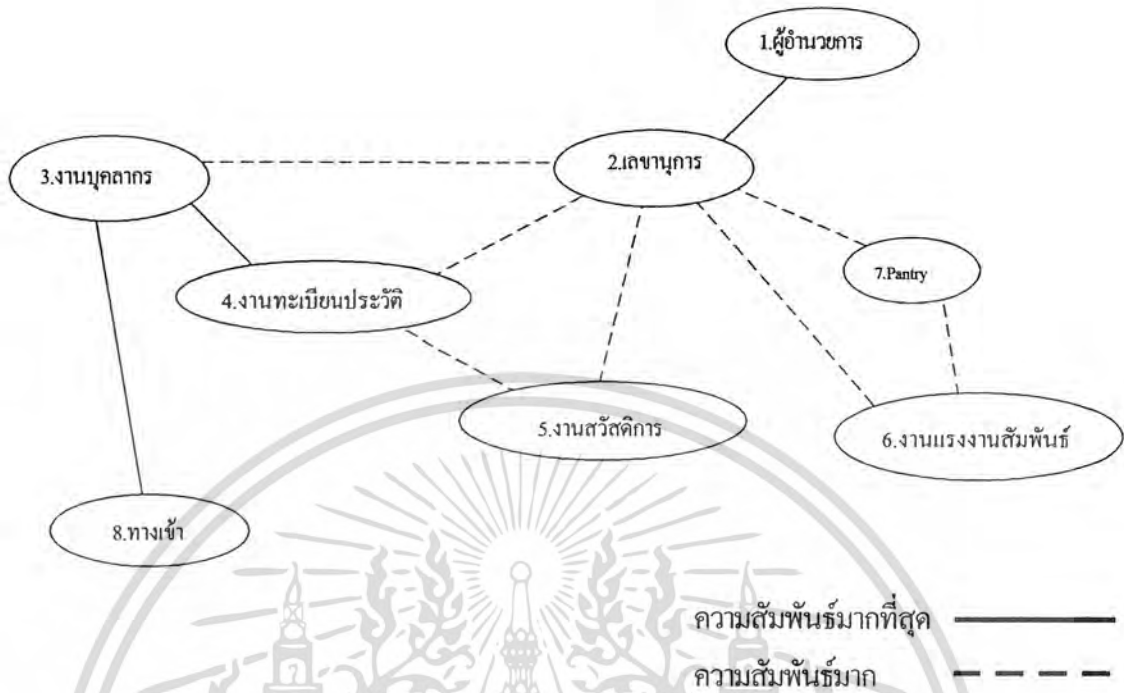 1.ผู้อำนวยการ
2.เลขานุการ
3.งานบุคลากร
7.Pantry
4.งานทะเบียนประวัติ
5.งานสวัสดิการ
6.งานแรงงานสัมพันธ์
8.ทางเข้า
ความสัมพันธ์มากที่สุด
ความสัมพันธ์มาก